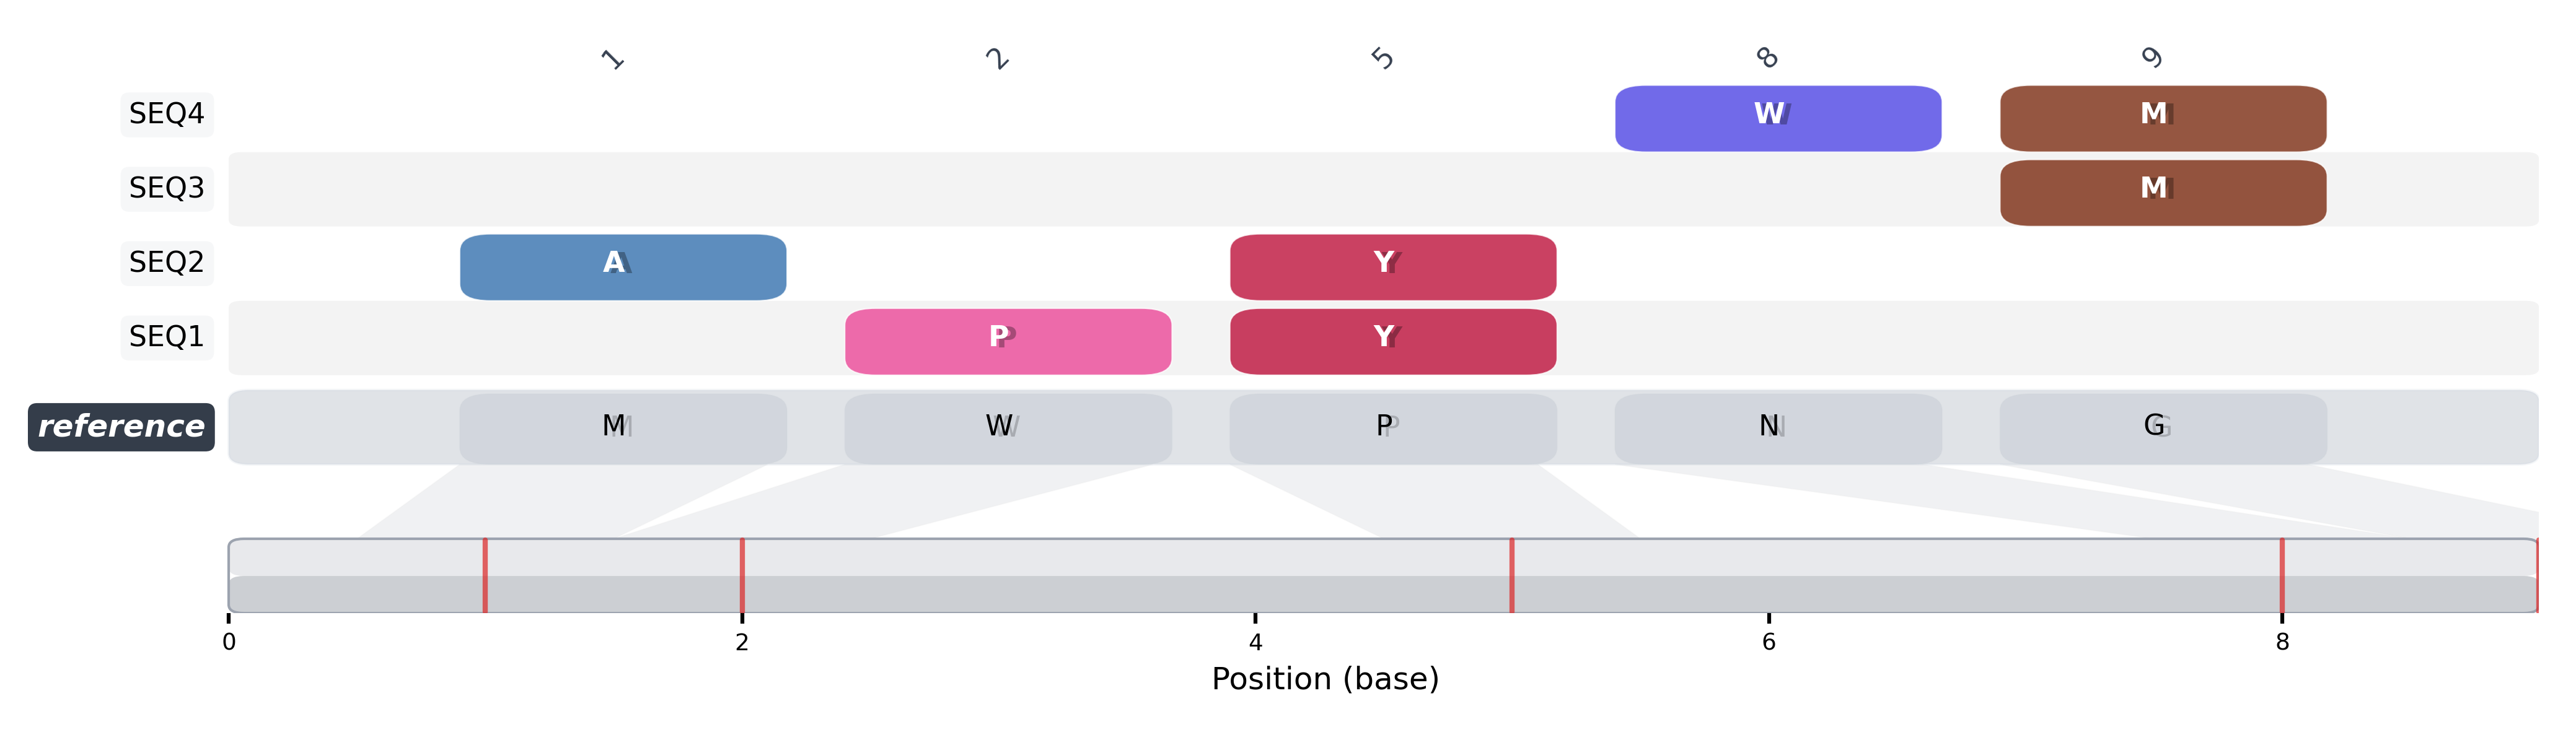 1 2 5 8 9
SEQ4 W M
SEQ3 M
SEQ2 A Y
SEQ1 P Y
reference M W P N G
0 2 4 6 8
Position (base)